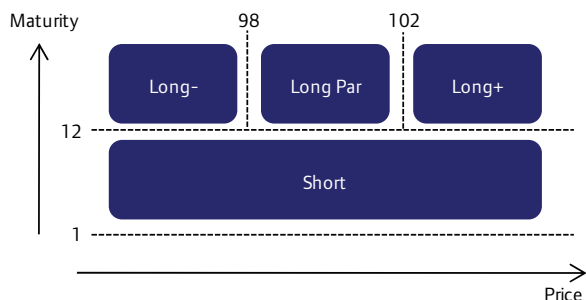 Maturity
98
102
Long-
Long Par
Long+
12
Short
1
Price